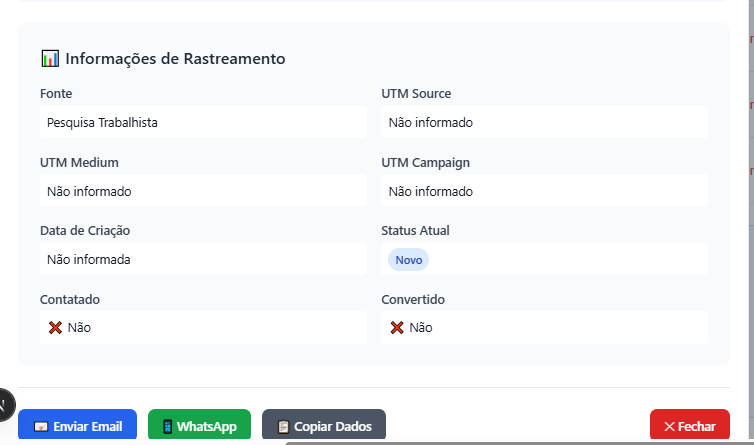 Informações de Rastreamento
Fonte
UTM Source
Pesquisa Trabalhista
Não informado
UTM Medium
UTM Campaign
Não informado
Não informado
Data de Criação
Status Atual
Não informada
Novo
Contatado
Convertido
❌ Não
❌ Não
Enviar Email
WhatsApp
Copiar Dados
Fechar